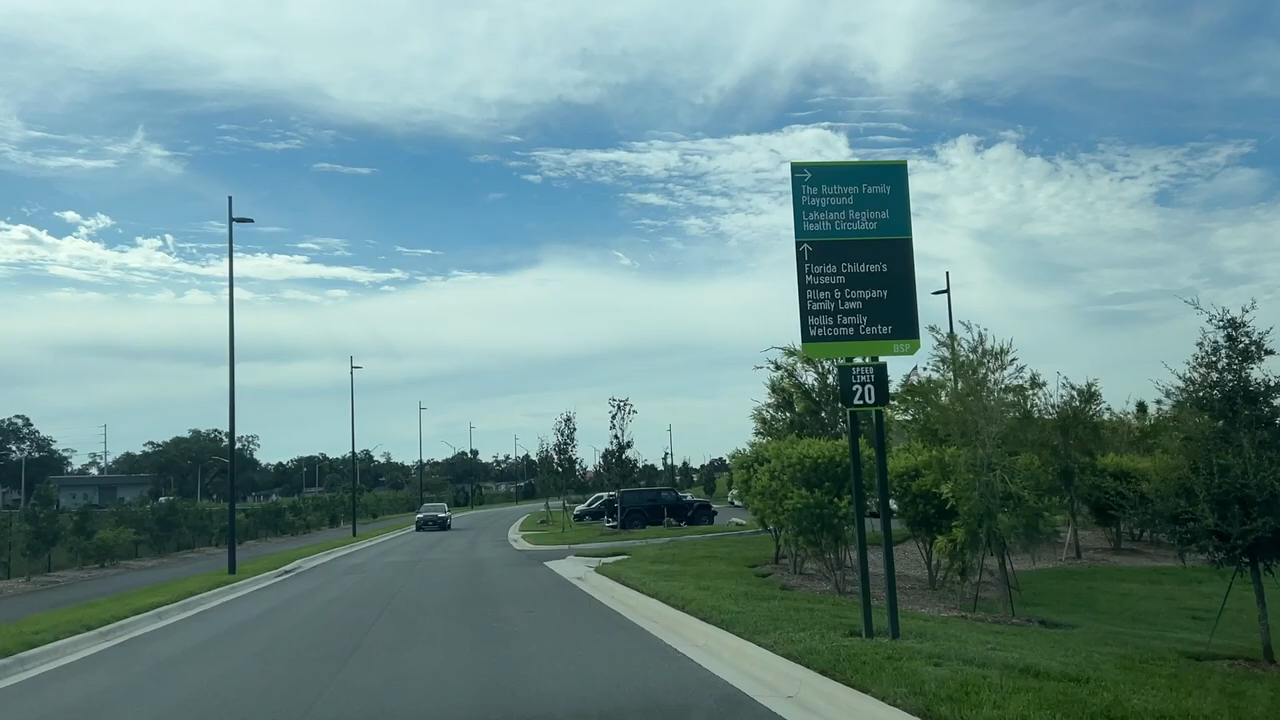 →
The Ruthven Family
Playground
Lakeland Regional
Health Circulator
↑
Florida Children's
Museum
Allen & Company
Family Lawn
Hollis Family
Welcome Center
BSP
SPEED
LIMIT
20